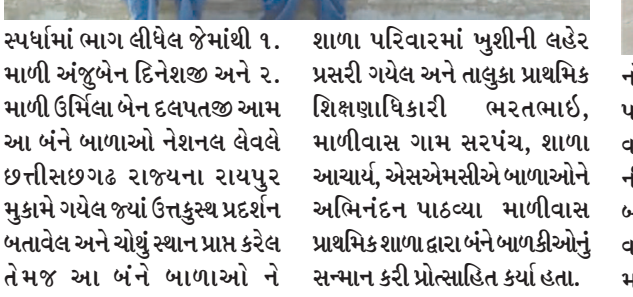 સ્પર્ધામાં ભાગ લીધેલ જેમાંથી ૧.
માળી અંજુબેન દિનેશજી અને ૨.
માળી ઉર્મિલા બેન દલપતજી આમ
આ બંને બાળાઓ નેશનલ લેવલે
છત્તીસછગઢ રાજ્યના રાયપુર
મુકામે ગયેલ જ્યાં ઉત્તકુસ્થ પ્રદર્શન
બતાવેલ અને ચોથું સ્થાન પ્રાપ્ત કરેલ
તેમજ આ બંને બાળાઓ ને
શાળા પરિવારમાં ખુશીની લહેર
પ્રસરી ગયેલ અને તાલુકા પ્રાથમિક
શિક્ષણાધિકારી ભરતભાઇ,
માળીવાસ ગામ સરપંચ, શાળા
આચાર્ય, એસએમસીએ બાળાઓને
અભિનંદન પાઠવ્યા માળીવાસ
પ્રાથમિક શાળા દ્વારા બંને બાળકીઓનું
સન્માન કરી પ્રોત્સાહિત કર્યા હતા.